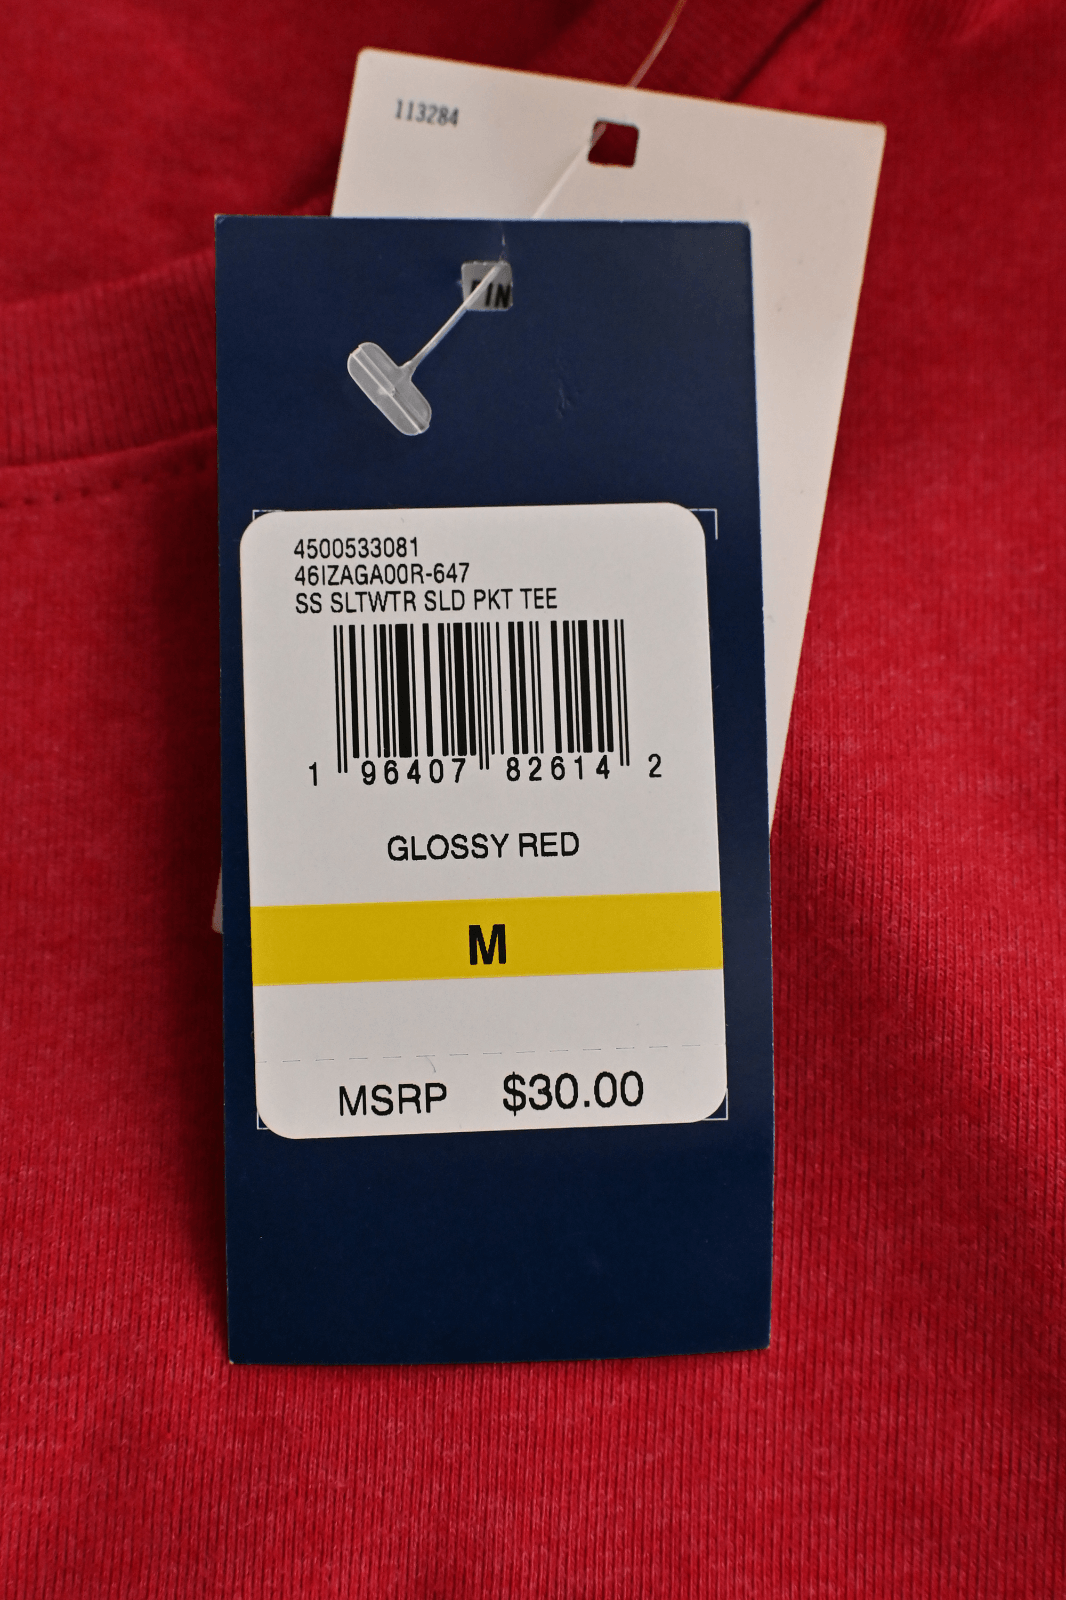 113284
4500533081
46IZAGA00R-647
SS SLTWTR SLD PKT TEE
1 96407 82614 2
GLOSSY RED
M
MSRP $30.00